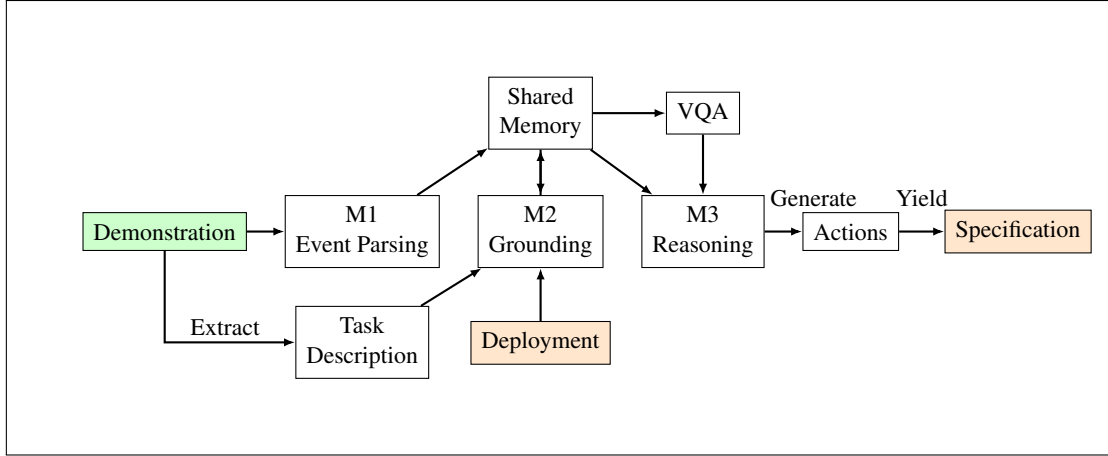 Shared
Memory
VQA
Demonstration
M1
Event Parsing
M2
Grounding
M3
Reasoning
Generate
Actions
Yield
Specification
Extract
Task
Description
Deployment